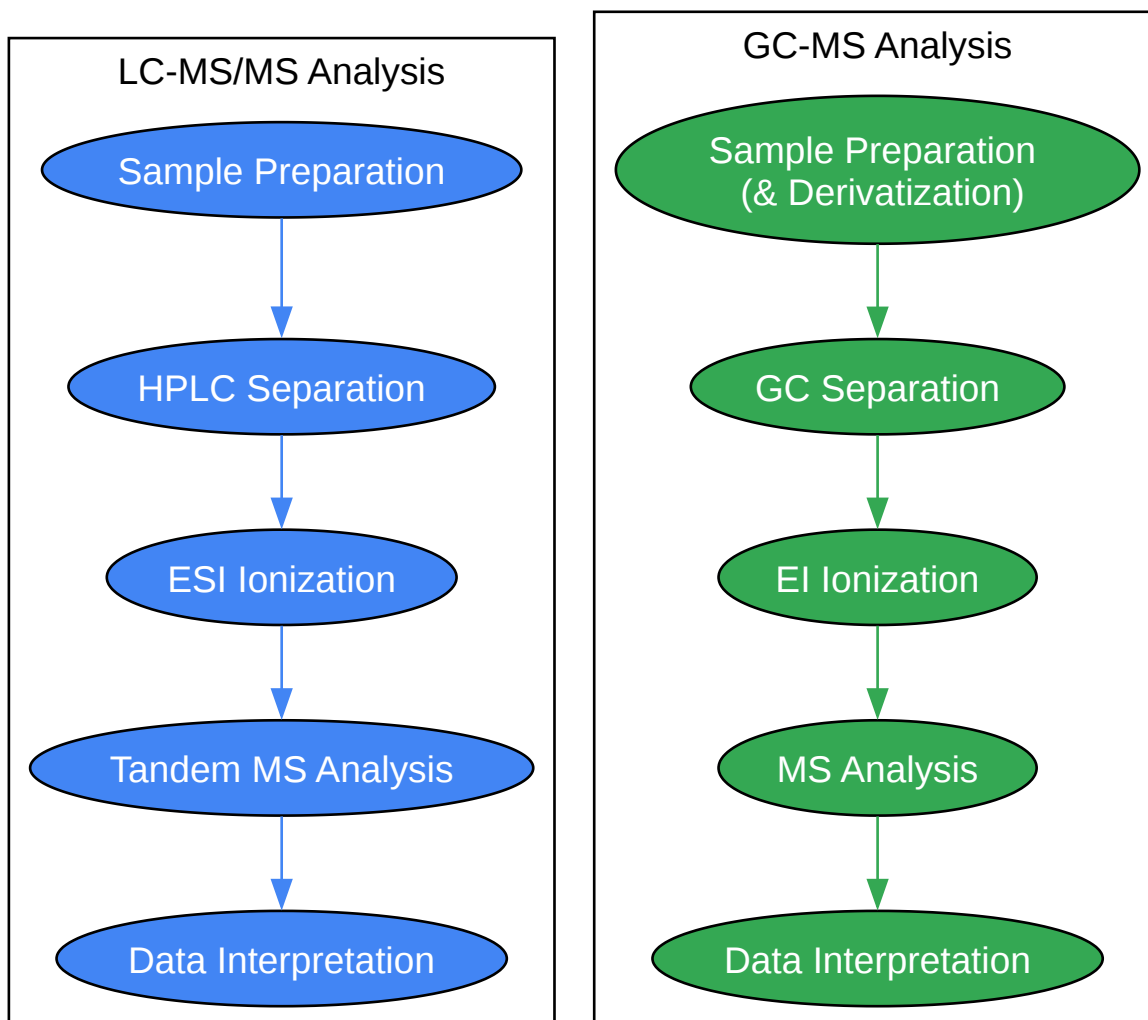 LC-MS/MS Analysis
Sample Preparation
HPLC Separation
ESI Ionization
Tandem MS Analysis
Data Interpretation
GC-MS Analysis
Sample Preparation
(& Derivatization)
GC Separation
EI Ionization
MS Analysis
Data Interpretation